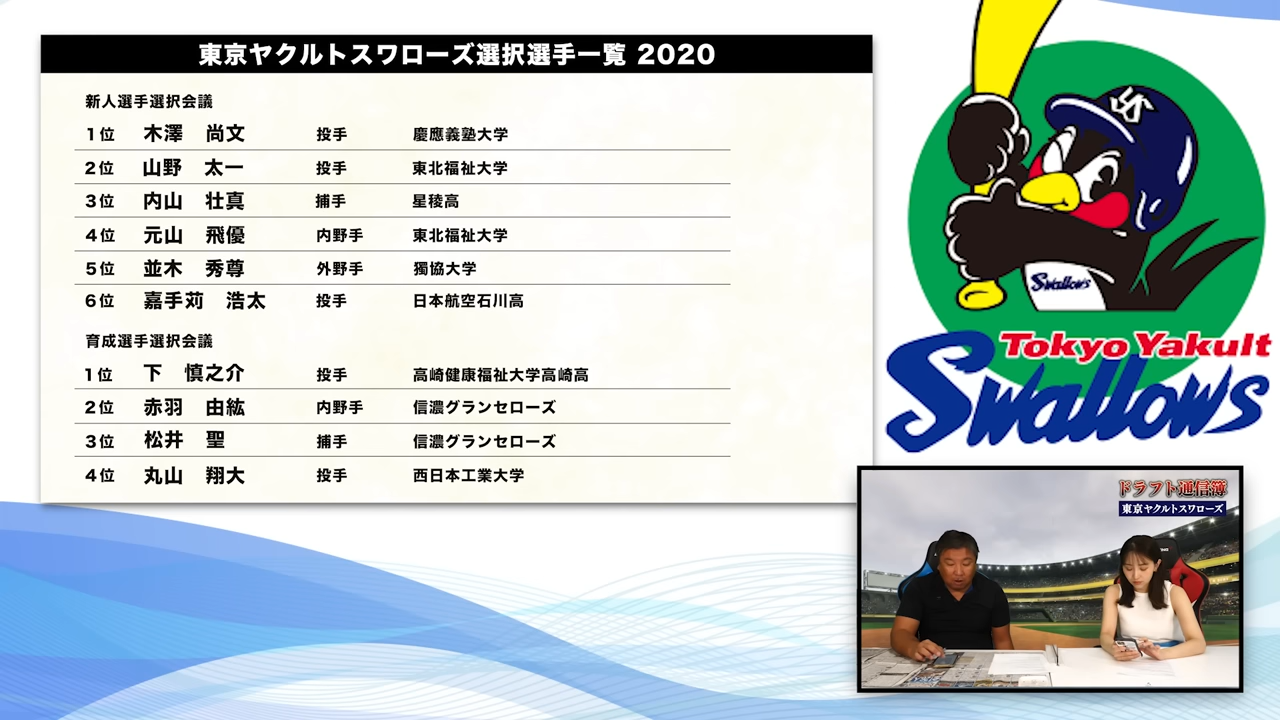 東京ヤクルトスワローズ選択選手一覧 2020
新人選手選択会議
1位 木澤 尚文 投手 慶應義塾大学
2位 山野 太一 投手 東北福祉大学
3位 内山 壮真 捕手 星稜高
4位 元山 飛優 内野手 東北福祉大学
5位 並木 秀尊 外野手 獨協大学
6位 嘉手苅 浩太 投手 日本航空石川高
育成選手選択会議
1位 下 慎之介 投手 高崎健康福祉大学高崎高
2位 赤羽 由紘 内野手 信濃グランセローズ
3位 松井 聖 捕手 信濃グランセローズ
4位 丸山 翔大 投手 西日本工業大学
YS
Swallows
Tokyo Yakult
Swallows
ドラフト通信簿
東京ヤクルトスワローズ